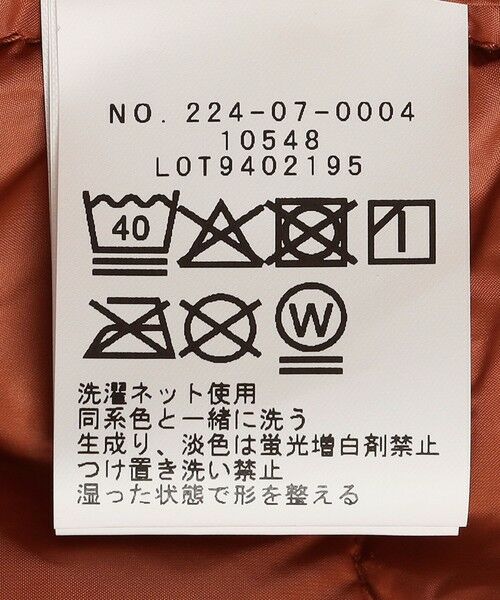 NO. 224-07-0004
10548
LOT9402195
40
W
洗濯ネット使用
同系色と一緒に洗う
生成り、淡色は蛍光増白剤禁止
つけ置き洗い禁止
湿った状態で形を整える